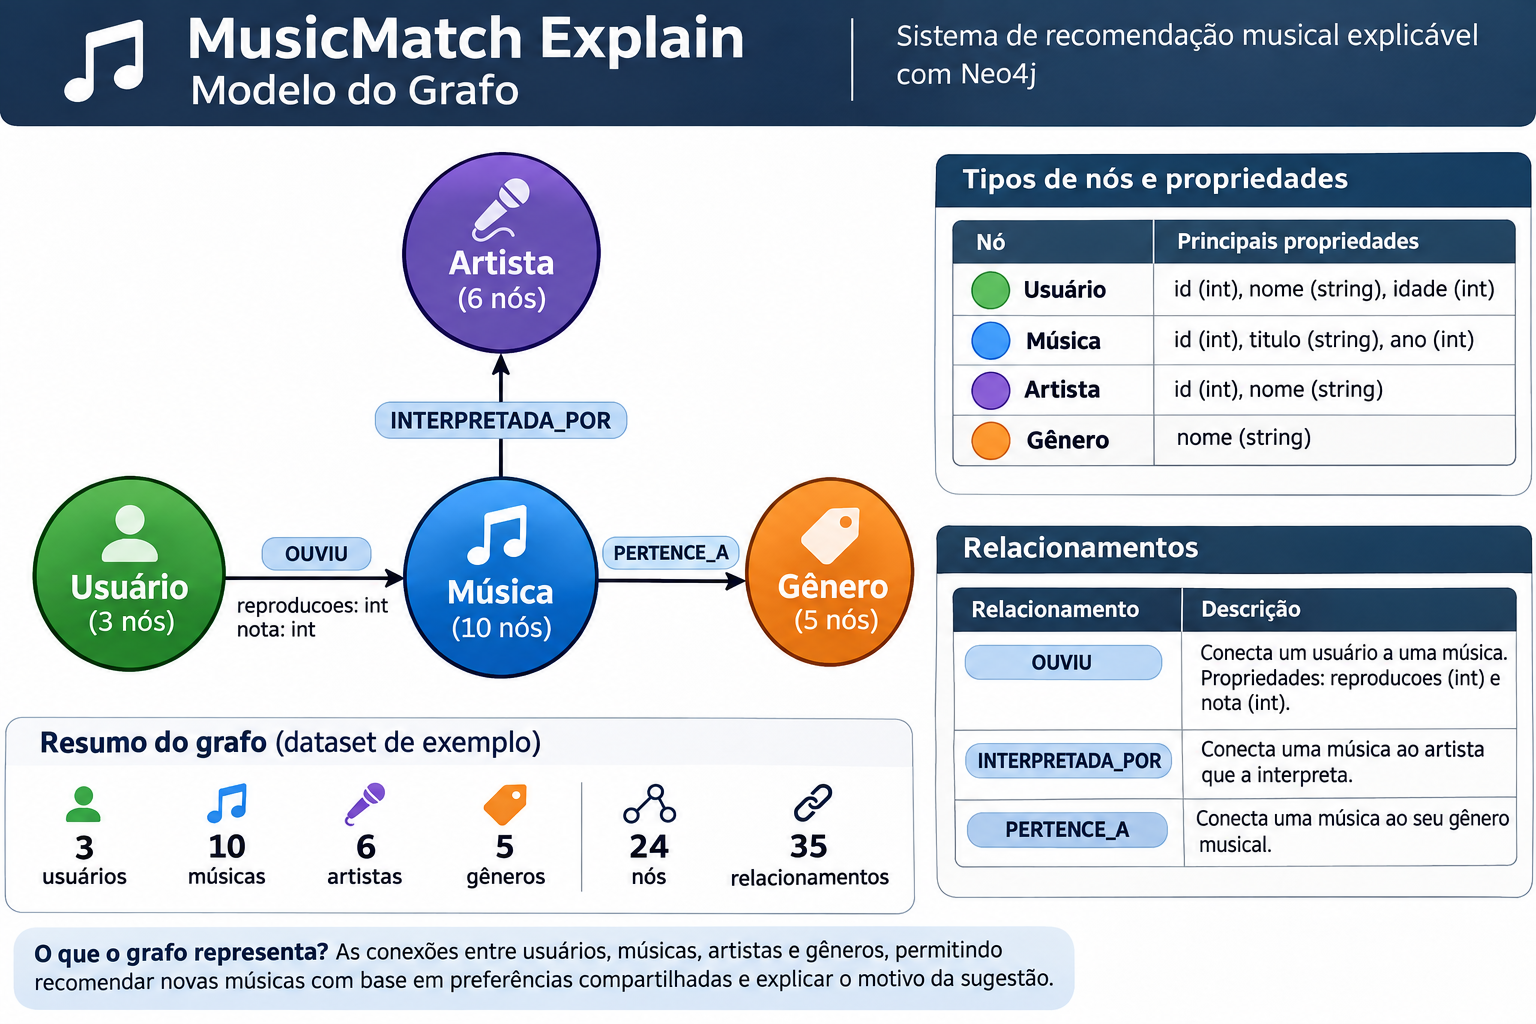 MusicMatch Explain
Modelo do Grafo
Sistema de recomendação musical explicável
com Neo4j
Artista
(6 nós)
INTERPRETADA_POR
Usuário
(3 nós)
OUVIU
reproducoes: int
nota: int
Música
(10 nós)
PERTENCE_A
Gênero
(5 nós)
Tipos de nós e propriedades
Nó Principais propriedades
Usuário id (int), nome (string), idade (int)
Música id (int), titulo (string), ano (int)
Artista id (int), nome (string)
Gênero nome (string)
Relacionamentos
Relacionamento Descrição
OUVIU
Conecta um usuário a uma música.
Propriedades: reproducoes (int) e
nota (int).
INTERPRETADA_POR
Conecta uma música ao artista
que a interpreta.
PERTENCE_A
Conecta uma música ao seu gênero
musical.
Resumo do grafo (dataset de exemplo)
3 10 6 5 24 35
usuários músicas artistas gêneros nós relacionamentos
O que o grafo representa? As conexões entre usuários, músicas, artistas e gêneros, permitindo
recomendar novas músicas com base em preferências compartilhadas e explicar o motivo da sugestão.